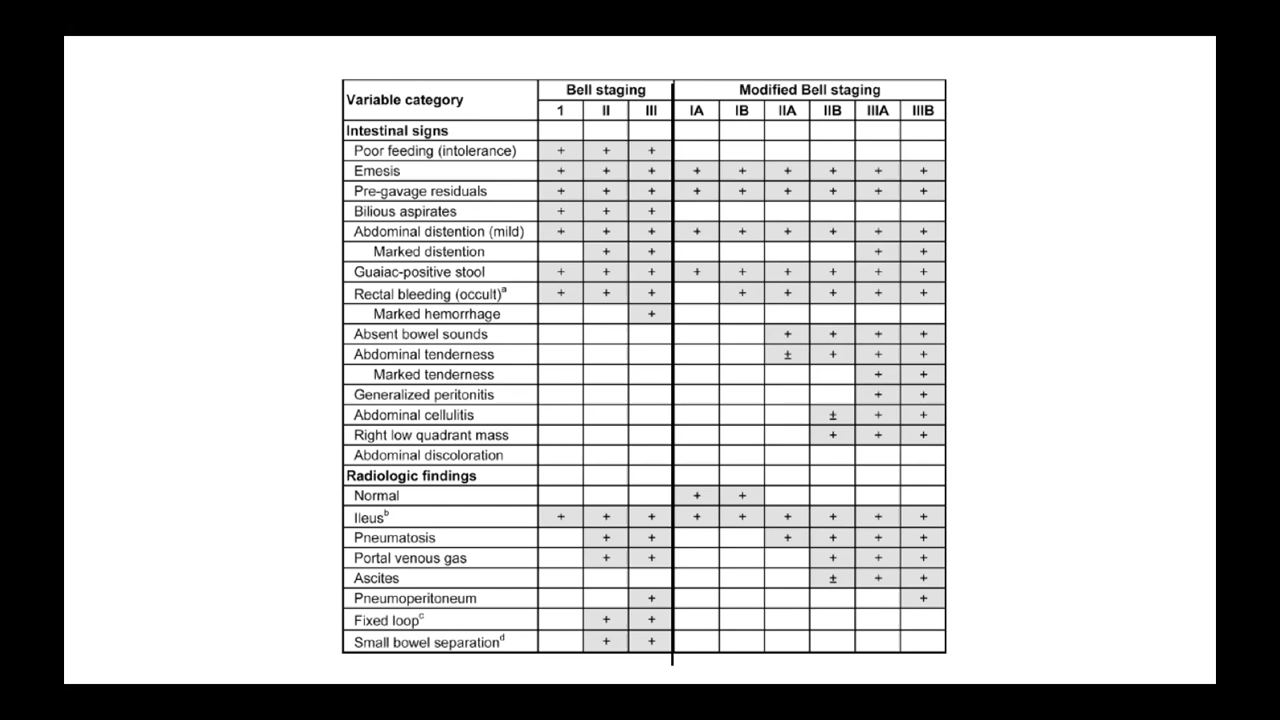 Variable category Bell staging Modified Bell staging
1 II III IA IB IIA IIB IIIA IIIB
Intestinal signs
Poor feeding (intolerance) + + +
Emesis + + + + + + + + +
Pre-gavage residuals + + + + + + + + +
Bilious aspirates + + +
Abdominal distention (mild) + + + + + + + + +
Marked distention + + + +
Guaiac-positive stool + + + + + + + + +
Rectal bleeding (occult)a + + + + + + + +
Marked hemorrhage +
Absent bowel sounds + + + +
Abdominal tenderness ± + + +
Marked tenderness + +
Generalized peritonitis + +
Abdominal cellulitis ± + +
Right low quadrant mass + + +
Abdominal discoloration
Radiologic findings
Normal + +
Ileusb + + + + + + + + +
Pneumatosis + + + + + +
Portal venous gas + + + + +
Ascites ± + +
Pneumoperitoneum + +
Fixed loopc + +
Small bowel separationd + +